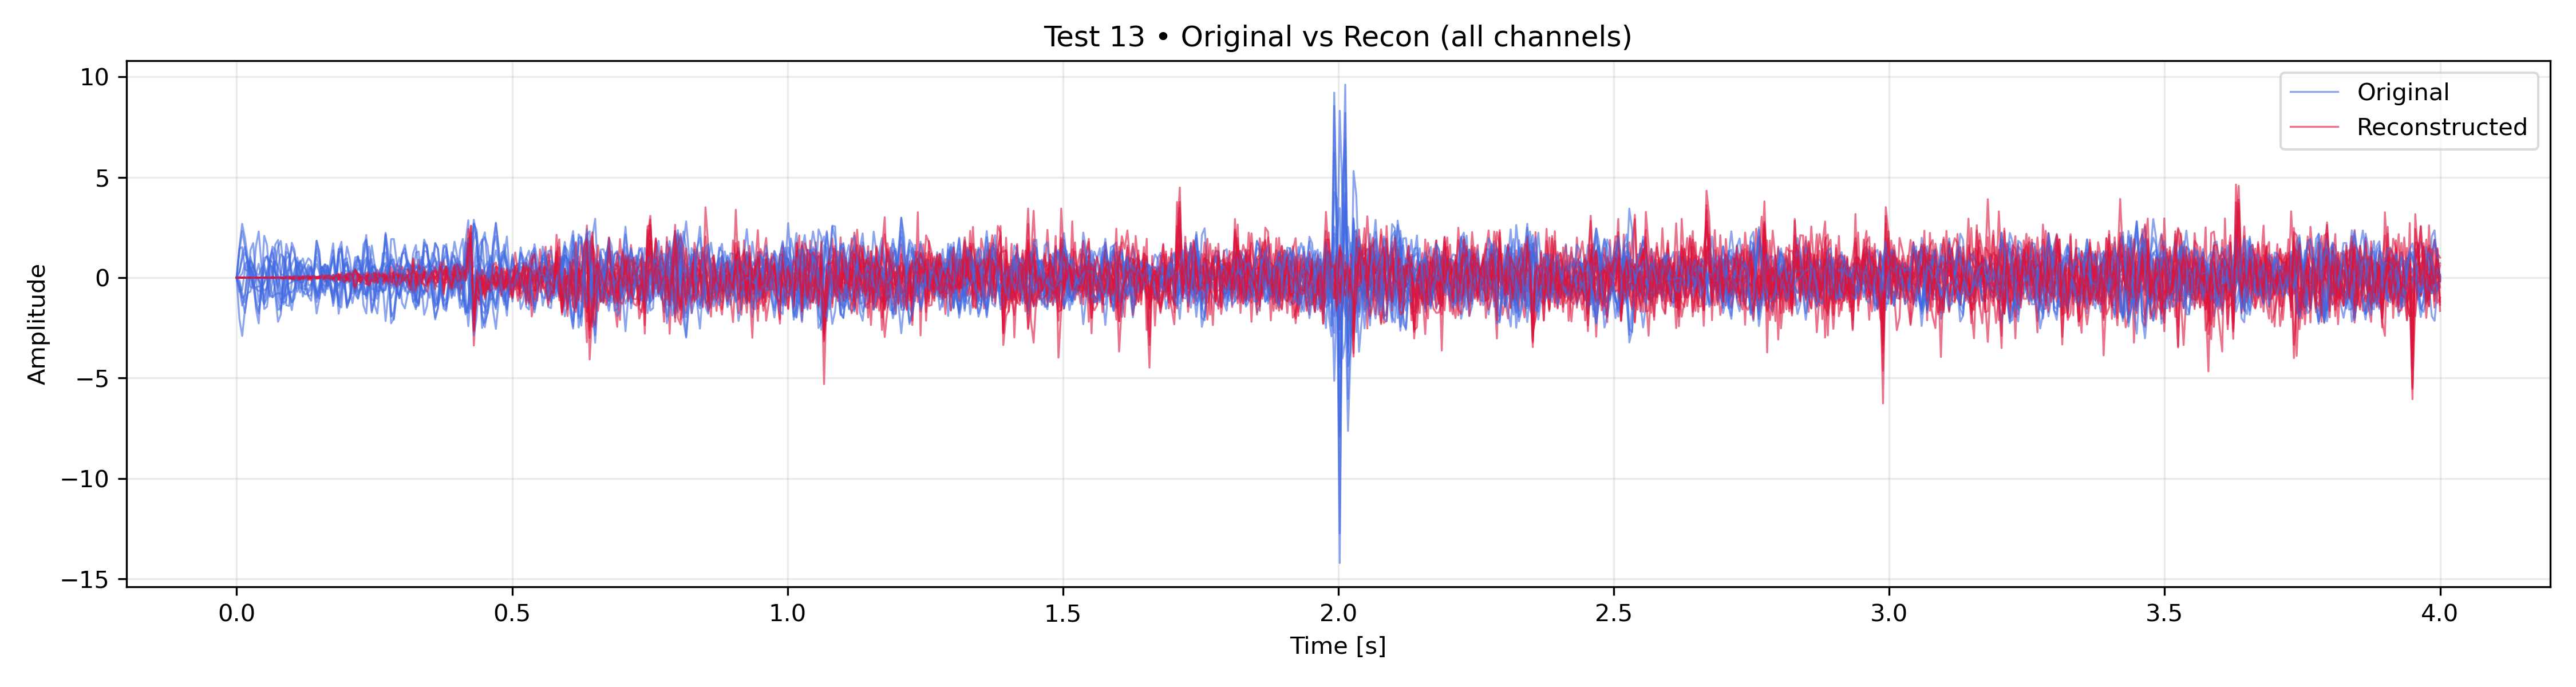 Test 13 • Original vs Recon (all channels)
Original
Reconstructed
10
5
0
−5
−10
−15
Amplitude
0.0 0.5 1.0 1.5 2.0 2.5 3.0 3.5 4.0
Time [s]